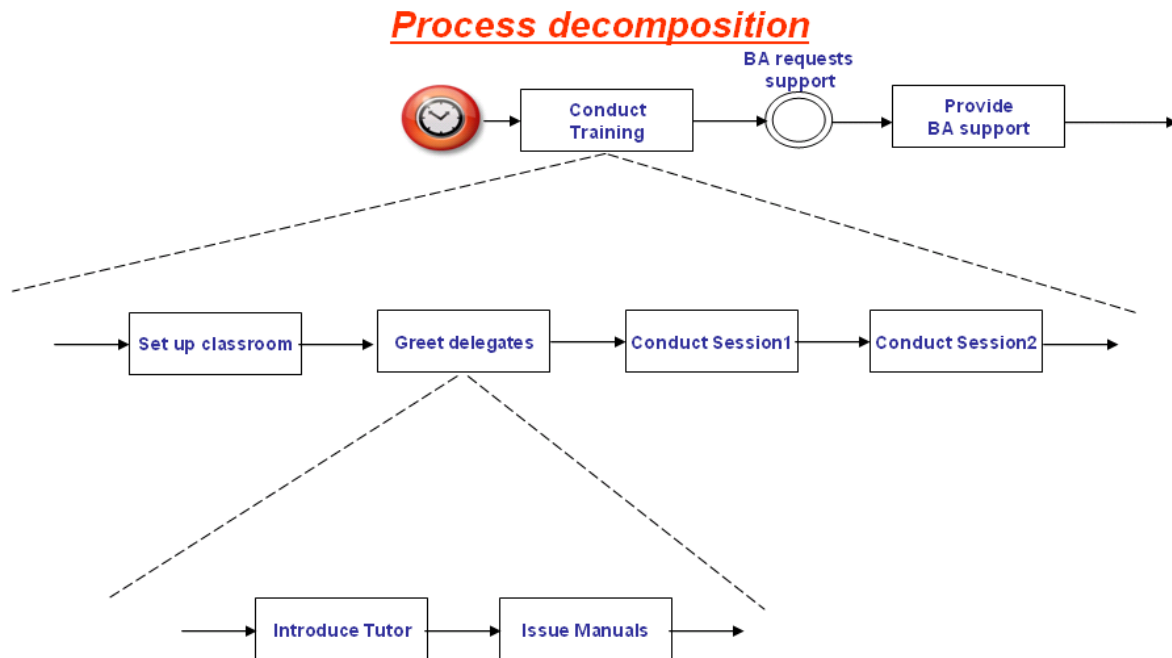 Process decomposition
BA requests
support
Conduct
Training
Provide
BA support
Set up classroom
Greet delegates
Conduct Session1
Conduct Session2
Introduce Tutor
Issue Manuals